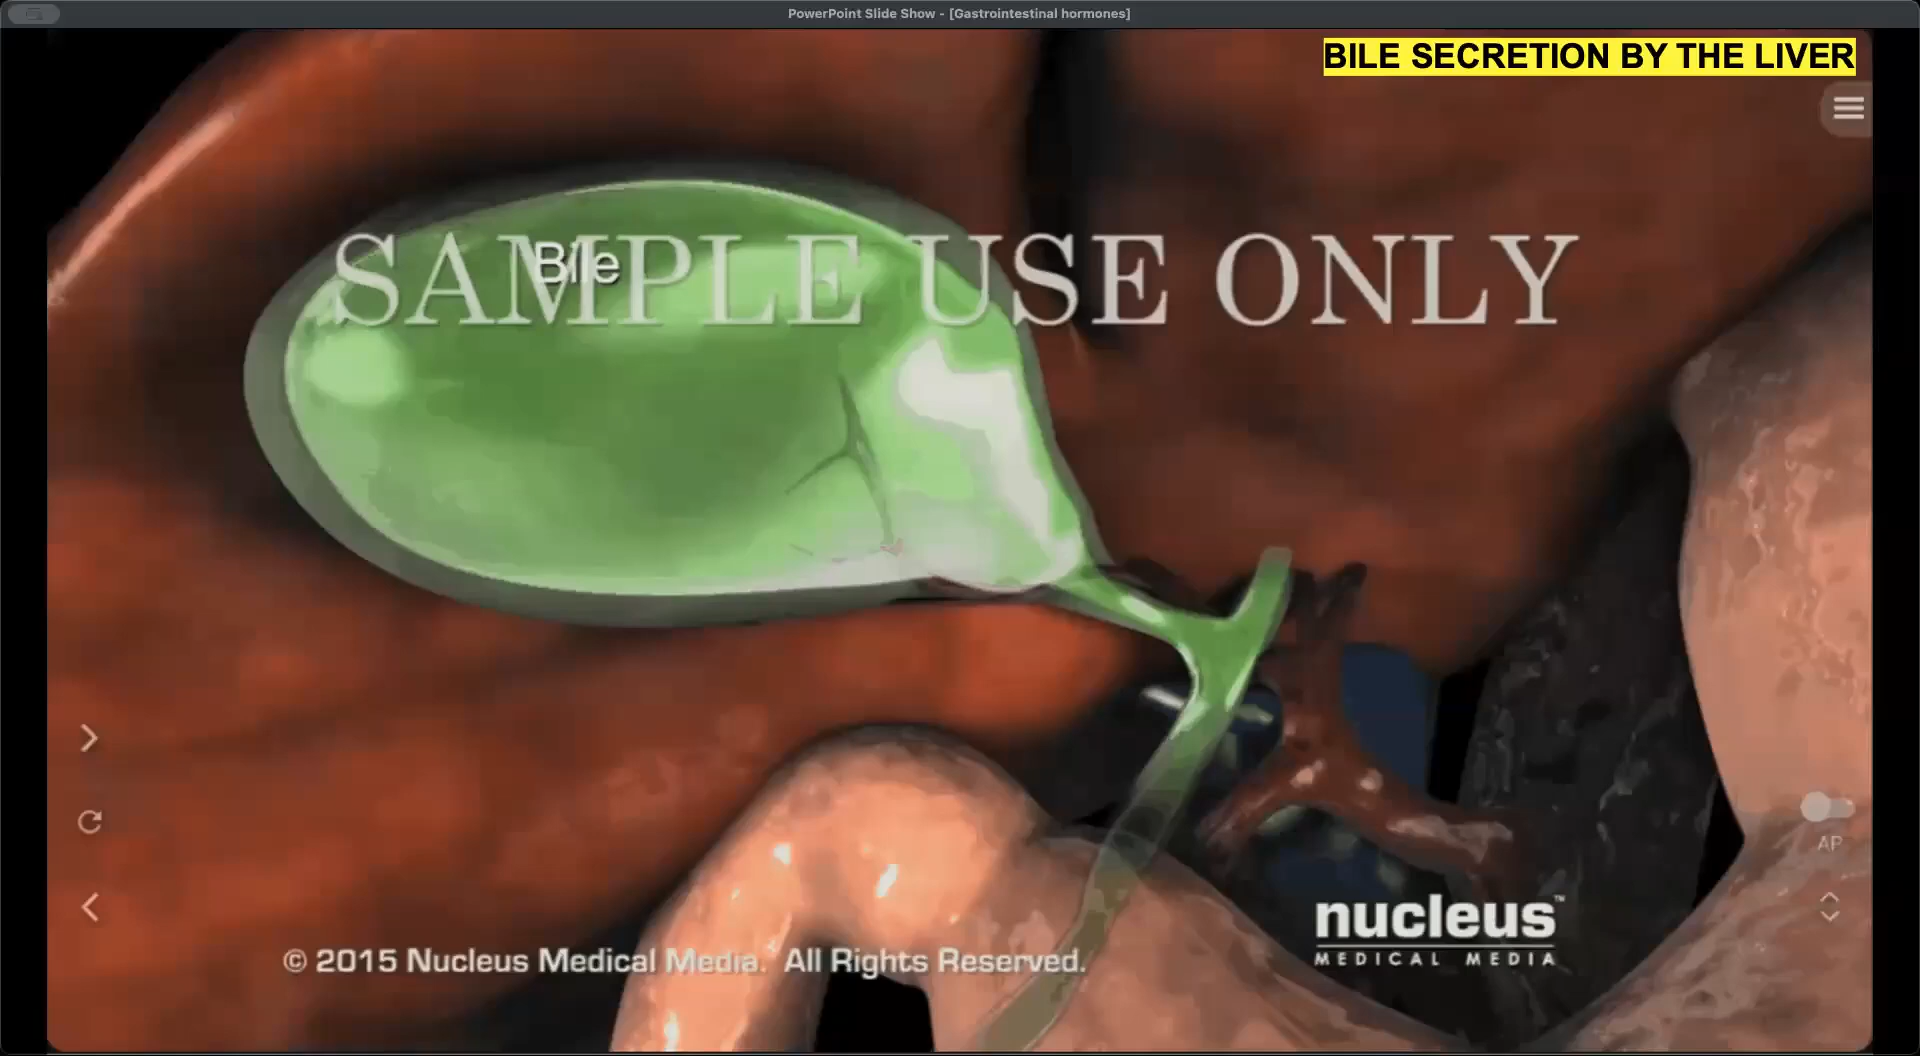 PowerPoint Slide Show - [Gastrointestinal hormones]
BILE SECRETION BY THE LIVER
SAMPLE USE ONLY
Bile
AP
nucleus™
MEDICAL MEDIA
© 2015 Nucleus Medical Media. All Rights Reserved.